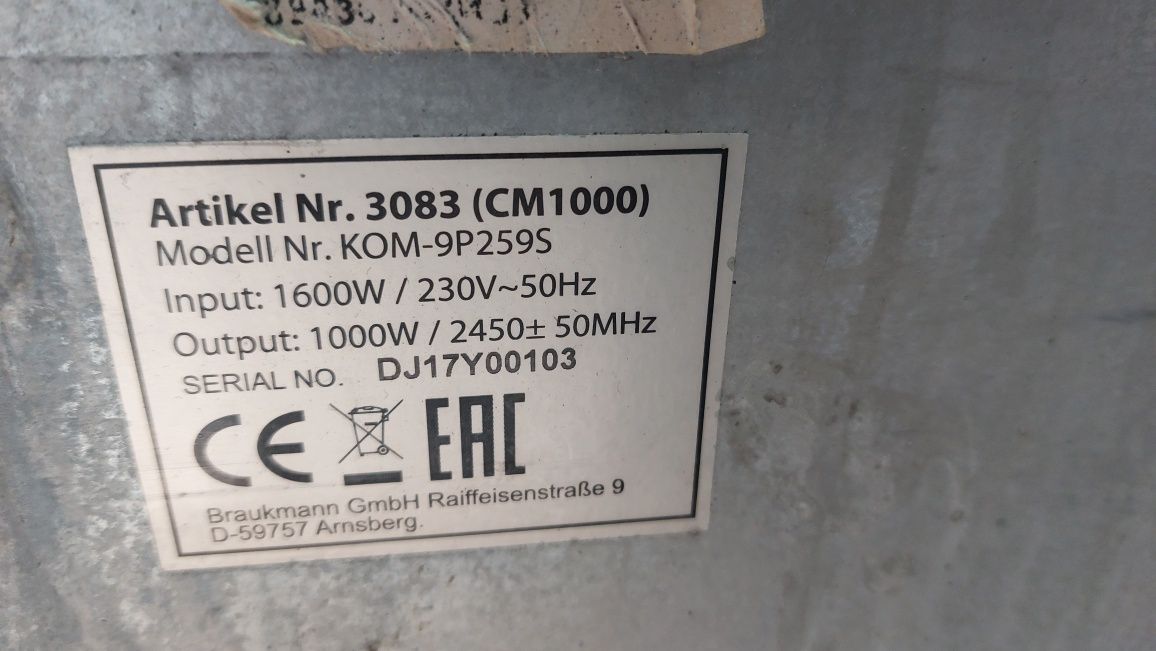 Artikel Nr. 3083 (CM1000)
Modell Nr. KOM-9P259S
Input: 1600W / 230V~50Hz
Output: 1000W / 2450± 50MHz
SERIAL NO. DJ17Y00103
CE EAC
Braukmann GmbH Raiffeisenstraße 9
D-59757 Arnsberg.